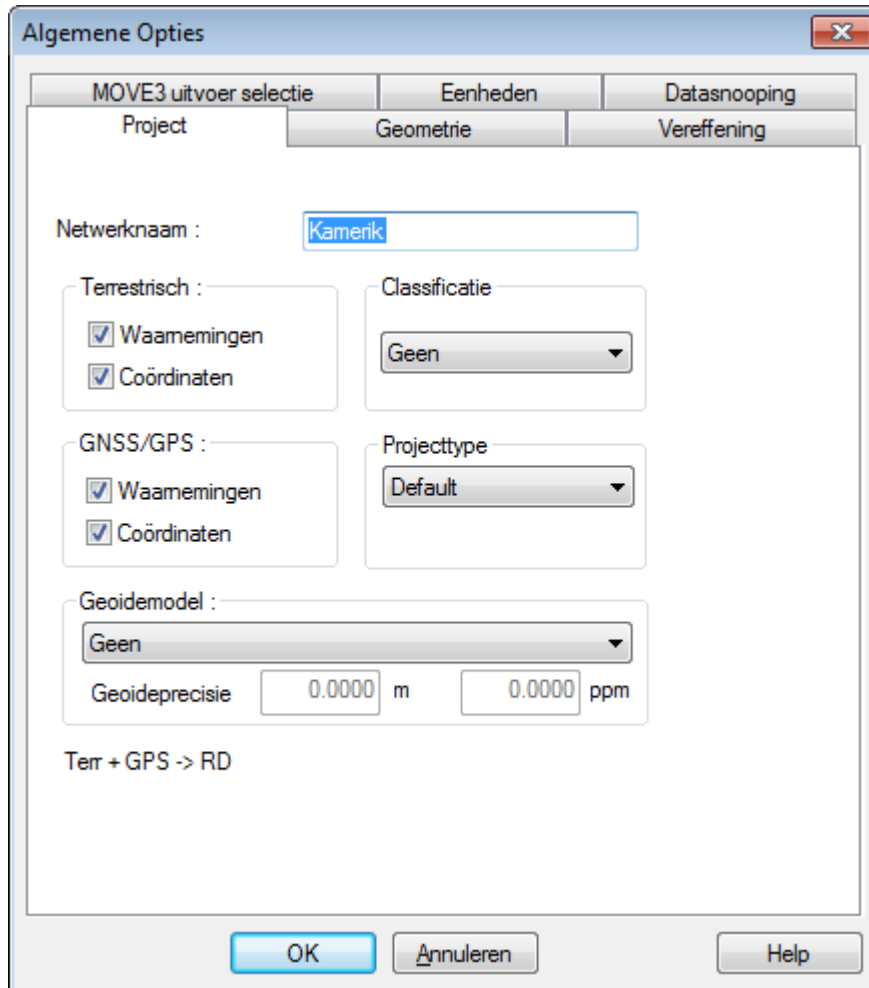 Algemene Opties
MOVE3 uitvoer selectie Eenheden Datasnooping
Project Geometrie Vereffening
Netwerknaam : Kamerik
Terrestrisch : Classificatie
Waarnemingen Geen
Coördinaten
GNSS/GPS : Projecttype
Waarnemingen Default
Coördinaten
Geoidemodel :
Geen
Geoideprecisie 0.0000 m 0.0000 ppm
Terr + GPS -> RD
OK Annuleren Help